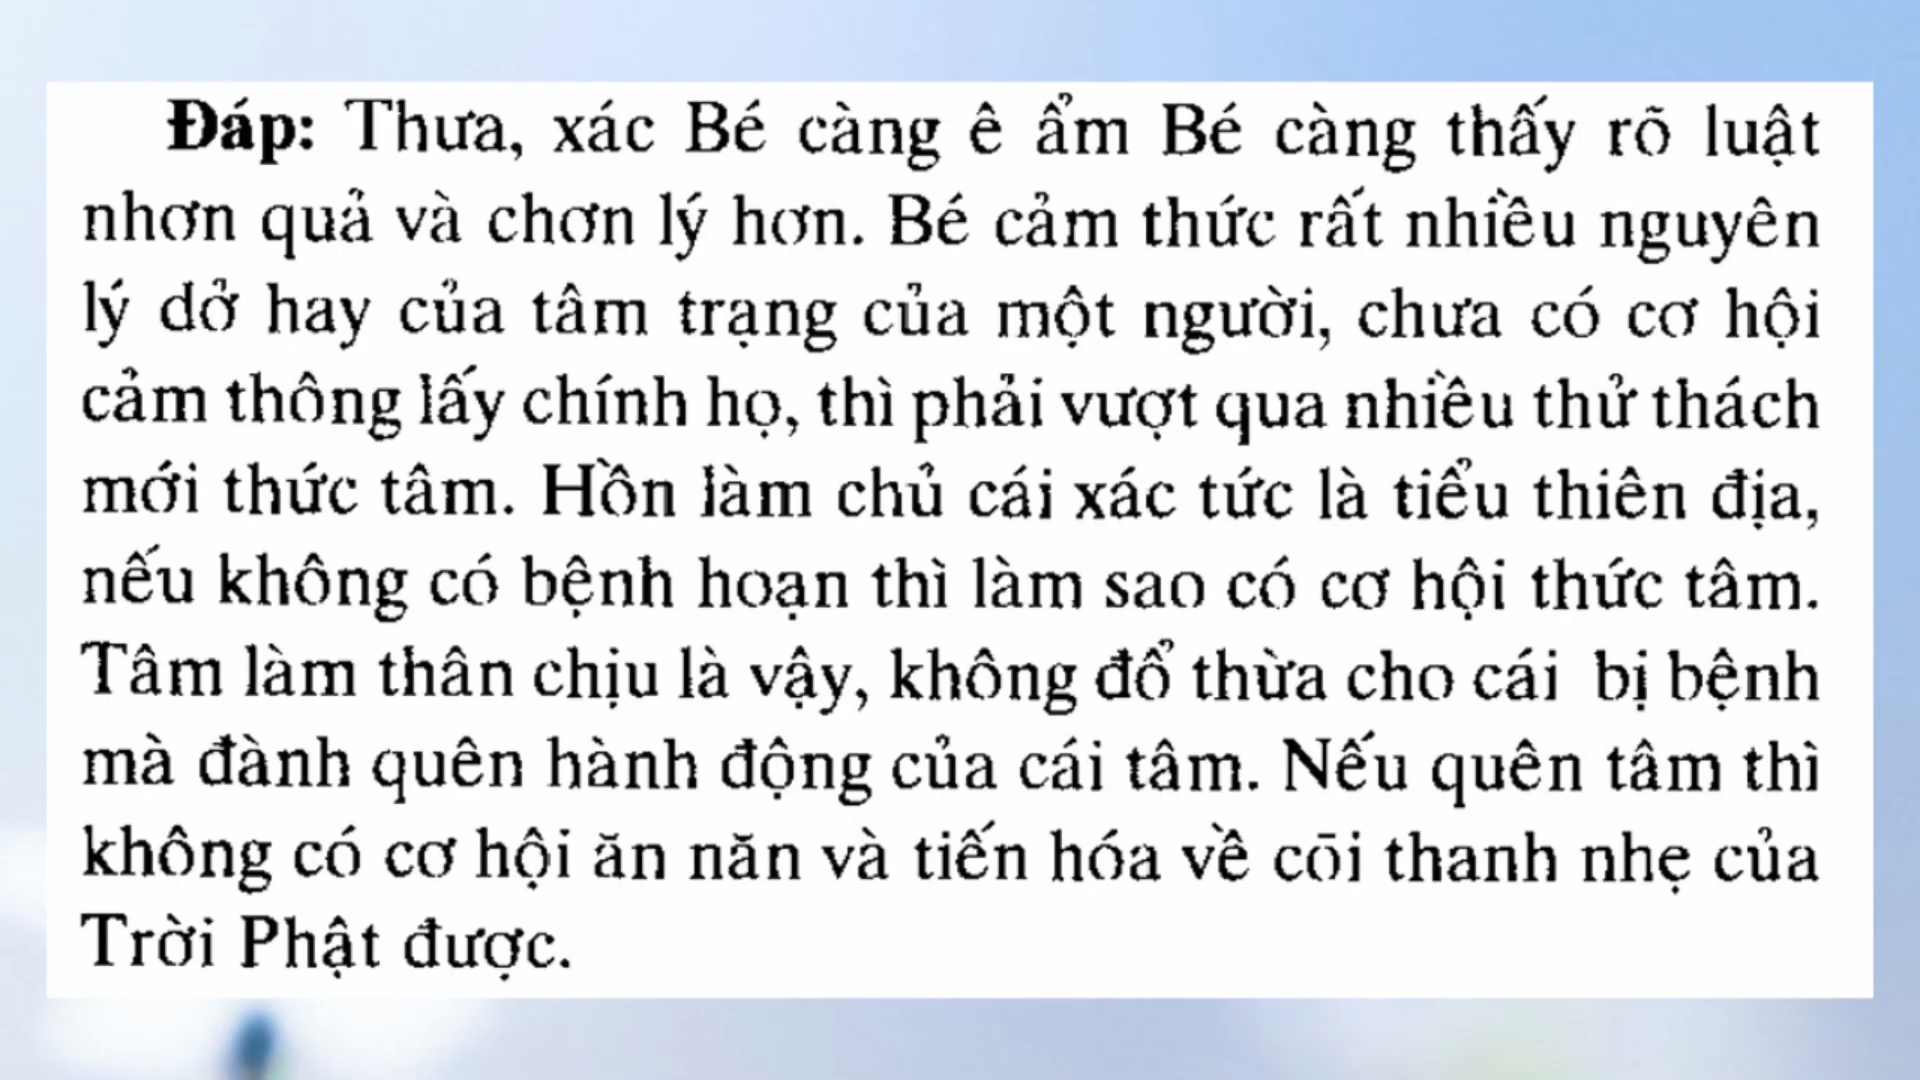 Đáp: Thưa, xác Bé càng ê ẩm Bé càng thấy rõ luật
nhơn quả và chơn lý hơn. Bé cảm thức rất nhiều nguyên
lý dở hay của tâm trạng của một người, chưa có cơ hội
cảm thông lấy chính họ, thì phải vượt qua nhiều thử thách
mới thức tâm. Hồn làm chủ cái xác tức là tiểu thiên địa,
nếu không có bệnh hoạn thì làm sao có cơ hội thức tâm.
Tâm làm thân chịu là vậy, không đổ thừa cho cái bị bệnh
mà đành quên hành động của cái tâm. Nếu quên tâm thì
không có cơ hội ăn năn và tiến hóa về cõi thanh nhẹ của
Trời Phật được.